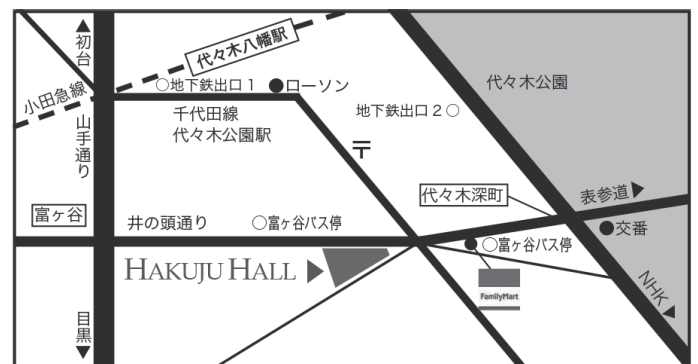 ▲初台
代々木八幡駅
小田急線
○地下鉄出口1
●ローソン
代々木公園
地下鉄出口2○
千代田線
代々木公園駅
山手通り
〒
代々木深町
表参道▶
富ヶ谷
井の頭通り
○富ヶ谷バス停
●○富ヶ谷バス停
●交番
HAKUJU HALL ▶
FamilyMart
NHK▼
目黒▼